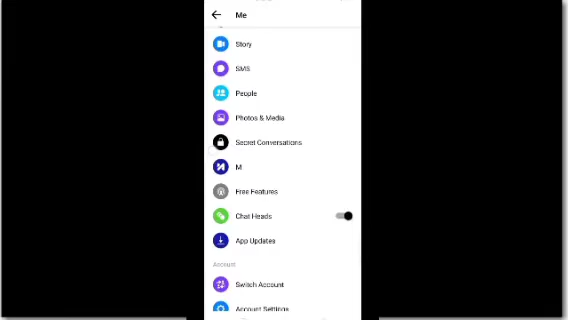 Me
Story
SMS
People
Photos & Media
Secret Conversations
M
Free Features
Chat Heads
App Updates
Account
Switch Account
Account Settings